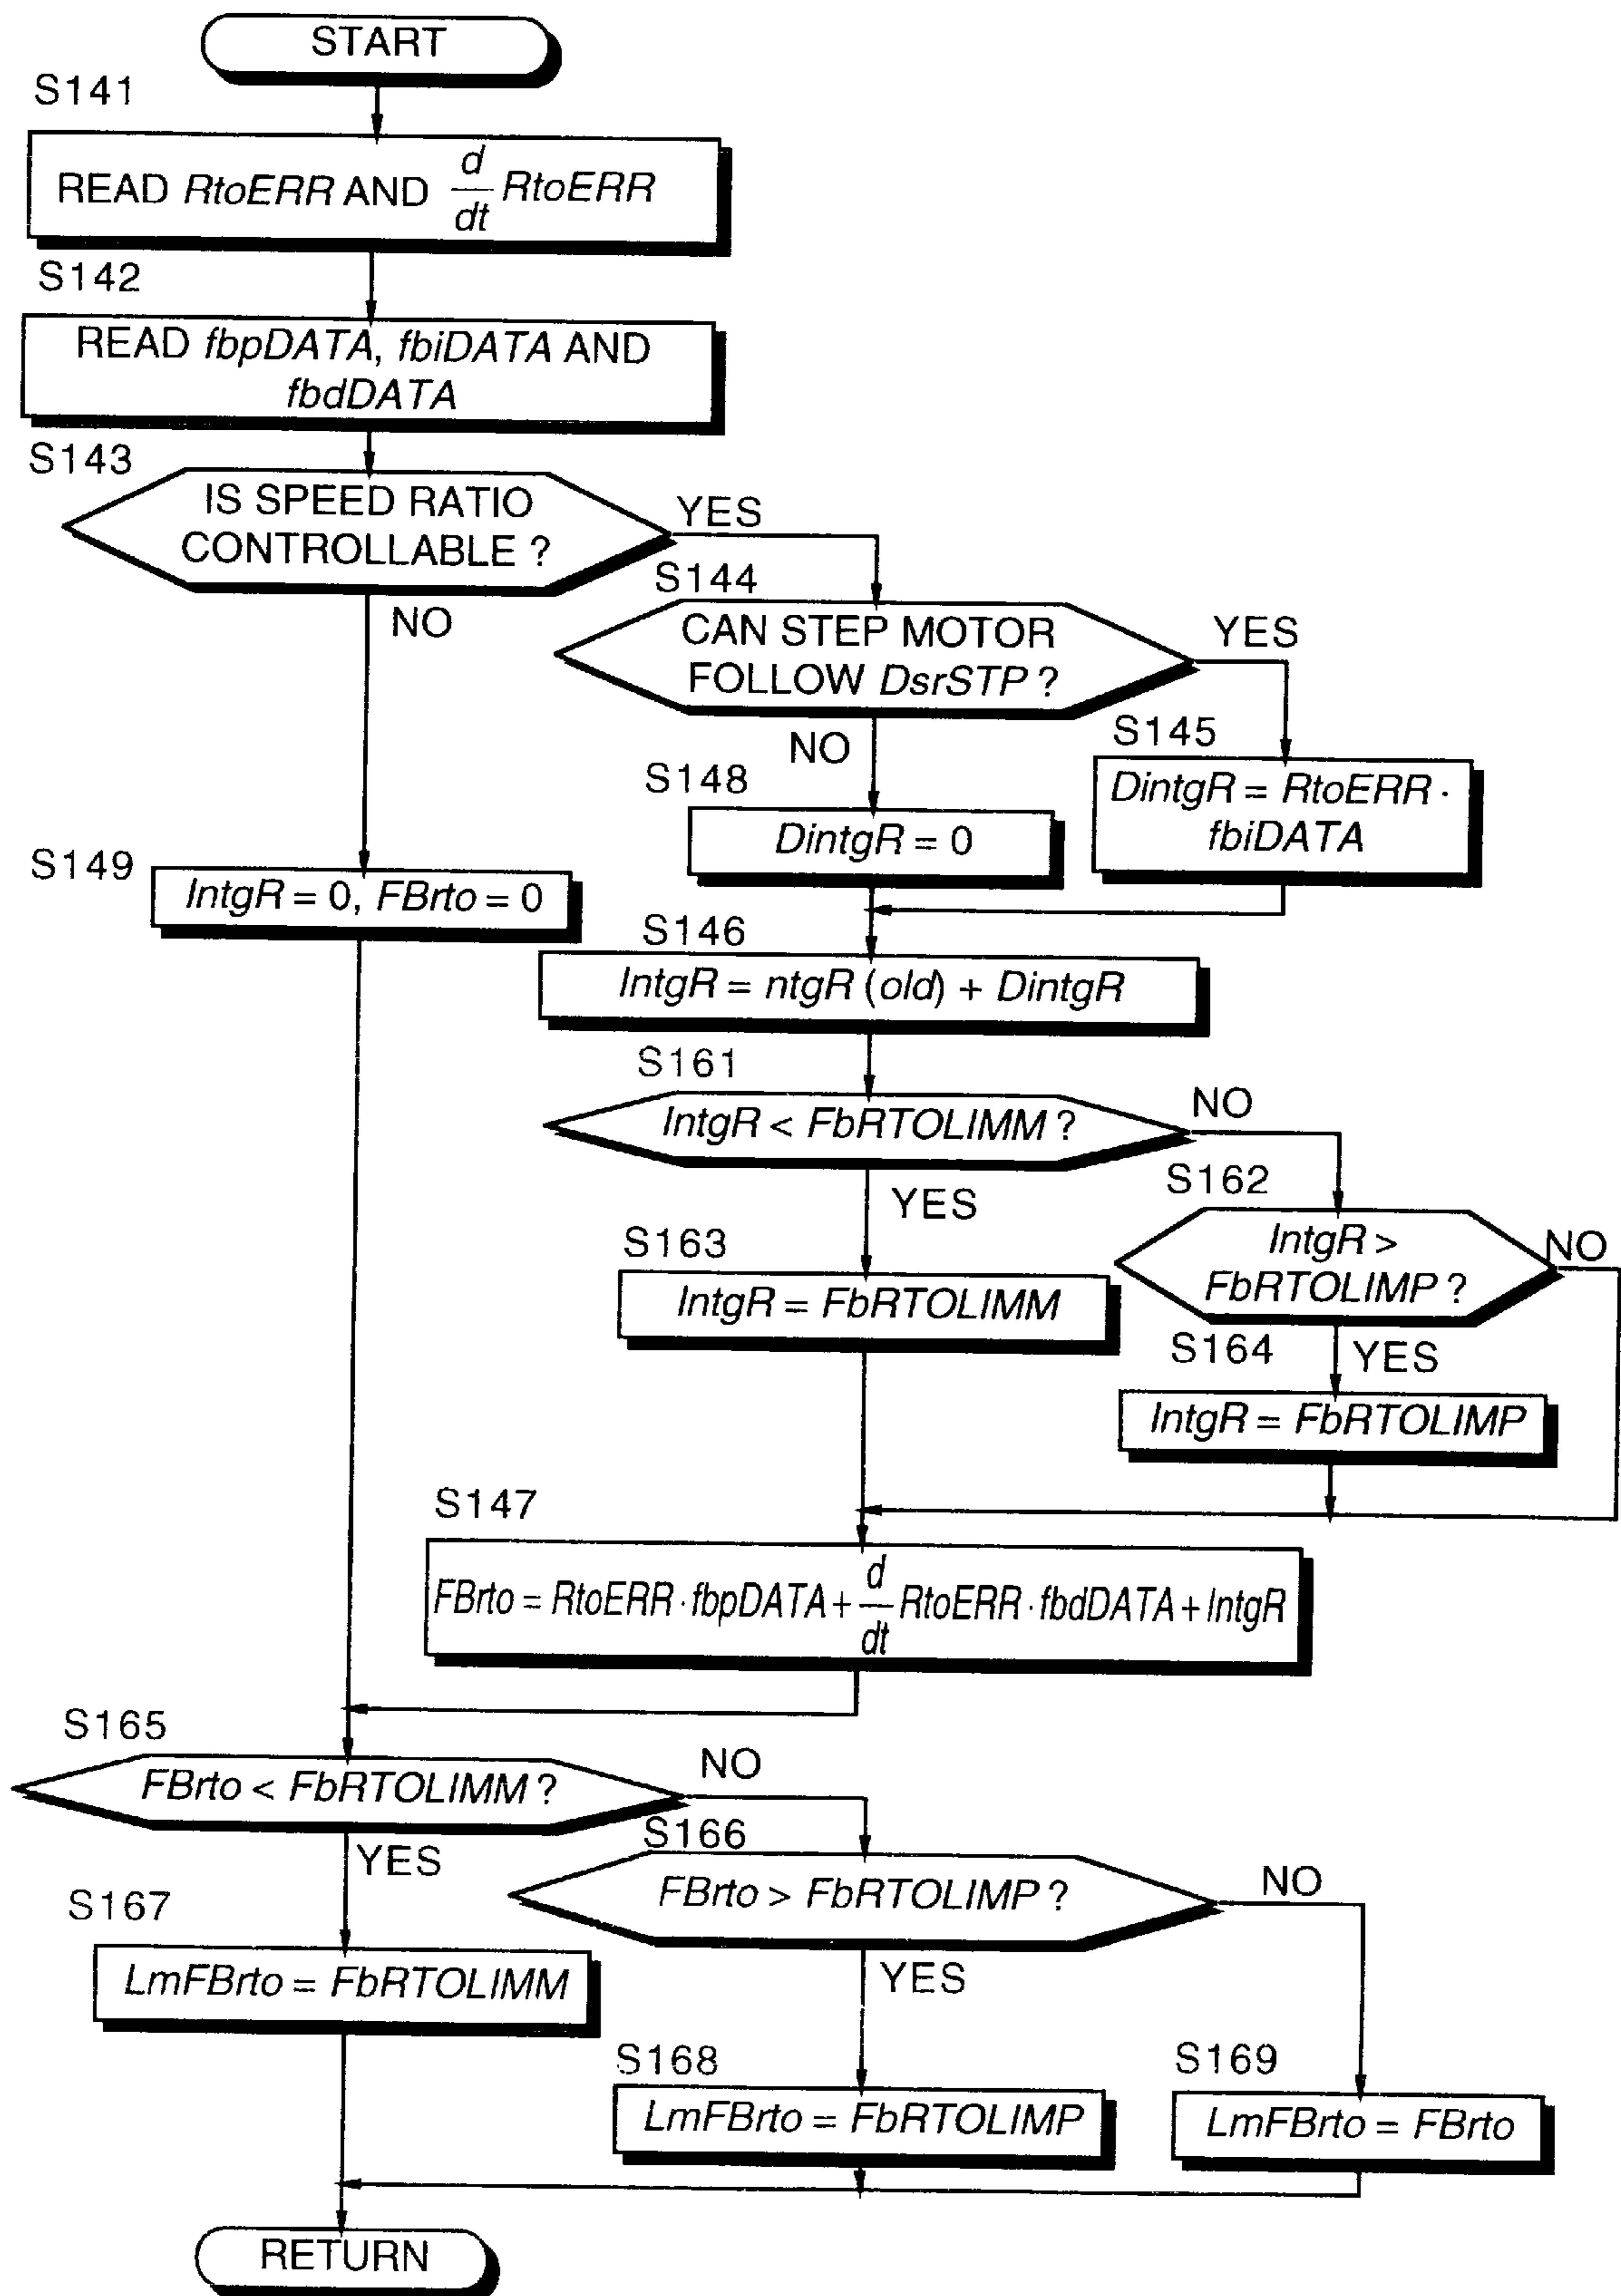 START
S141
READ RtoERR AND d/dt RtoERR
S142
READ fbpDATA, fbiDATA AND
fbdDATA
S143
IS SPEED RATIO
CONTROLLABLE ?
YES
NO
S144
CAN STEP MOTOR
FOLLOW DsrSTP ?
YES
NO
S145
DintgR = RtoERR ·
fbiDATA
S148
DintgR = 0
S149
IntgR = 0, FBrto = 0
S146
IntgR = ntgR (old) + DintgR
S161
IntgR < FbRTOLIMM ?
NO
YES
S162
IntgR >
FbRTOLIMP ?
NO
S163
IntgR = FbRTOLIMM
S164
YES
IntgR = FbRTOLIMP
S147
FBrto = RtoERR · fbpDATA + d/dt RtoERR · fbdDATA + IntgR
S165
FBrto < FbRTOLIMM ?
NO
YES
S166
FBrto > FbRTOLIMP ?
NO
YES
S167
LmFBrto = FbRTOLIMM
S168
LmFBrto = FbRTOLIMP
S169
LmFBrto = FBrto
RETURN